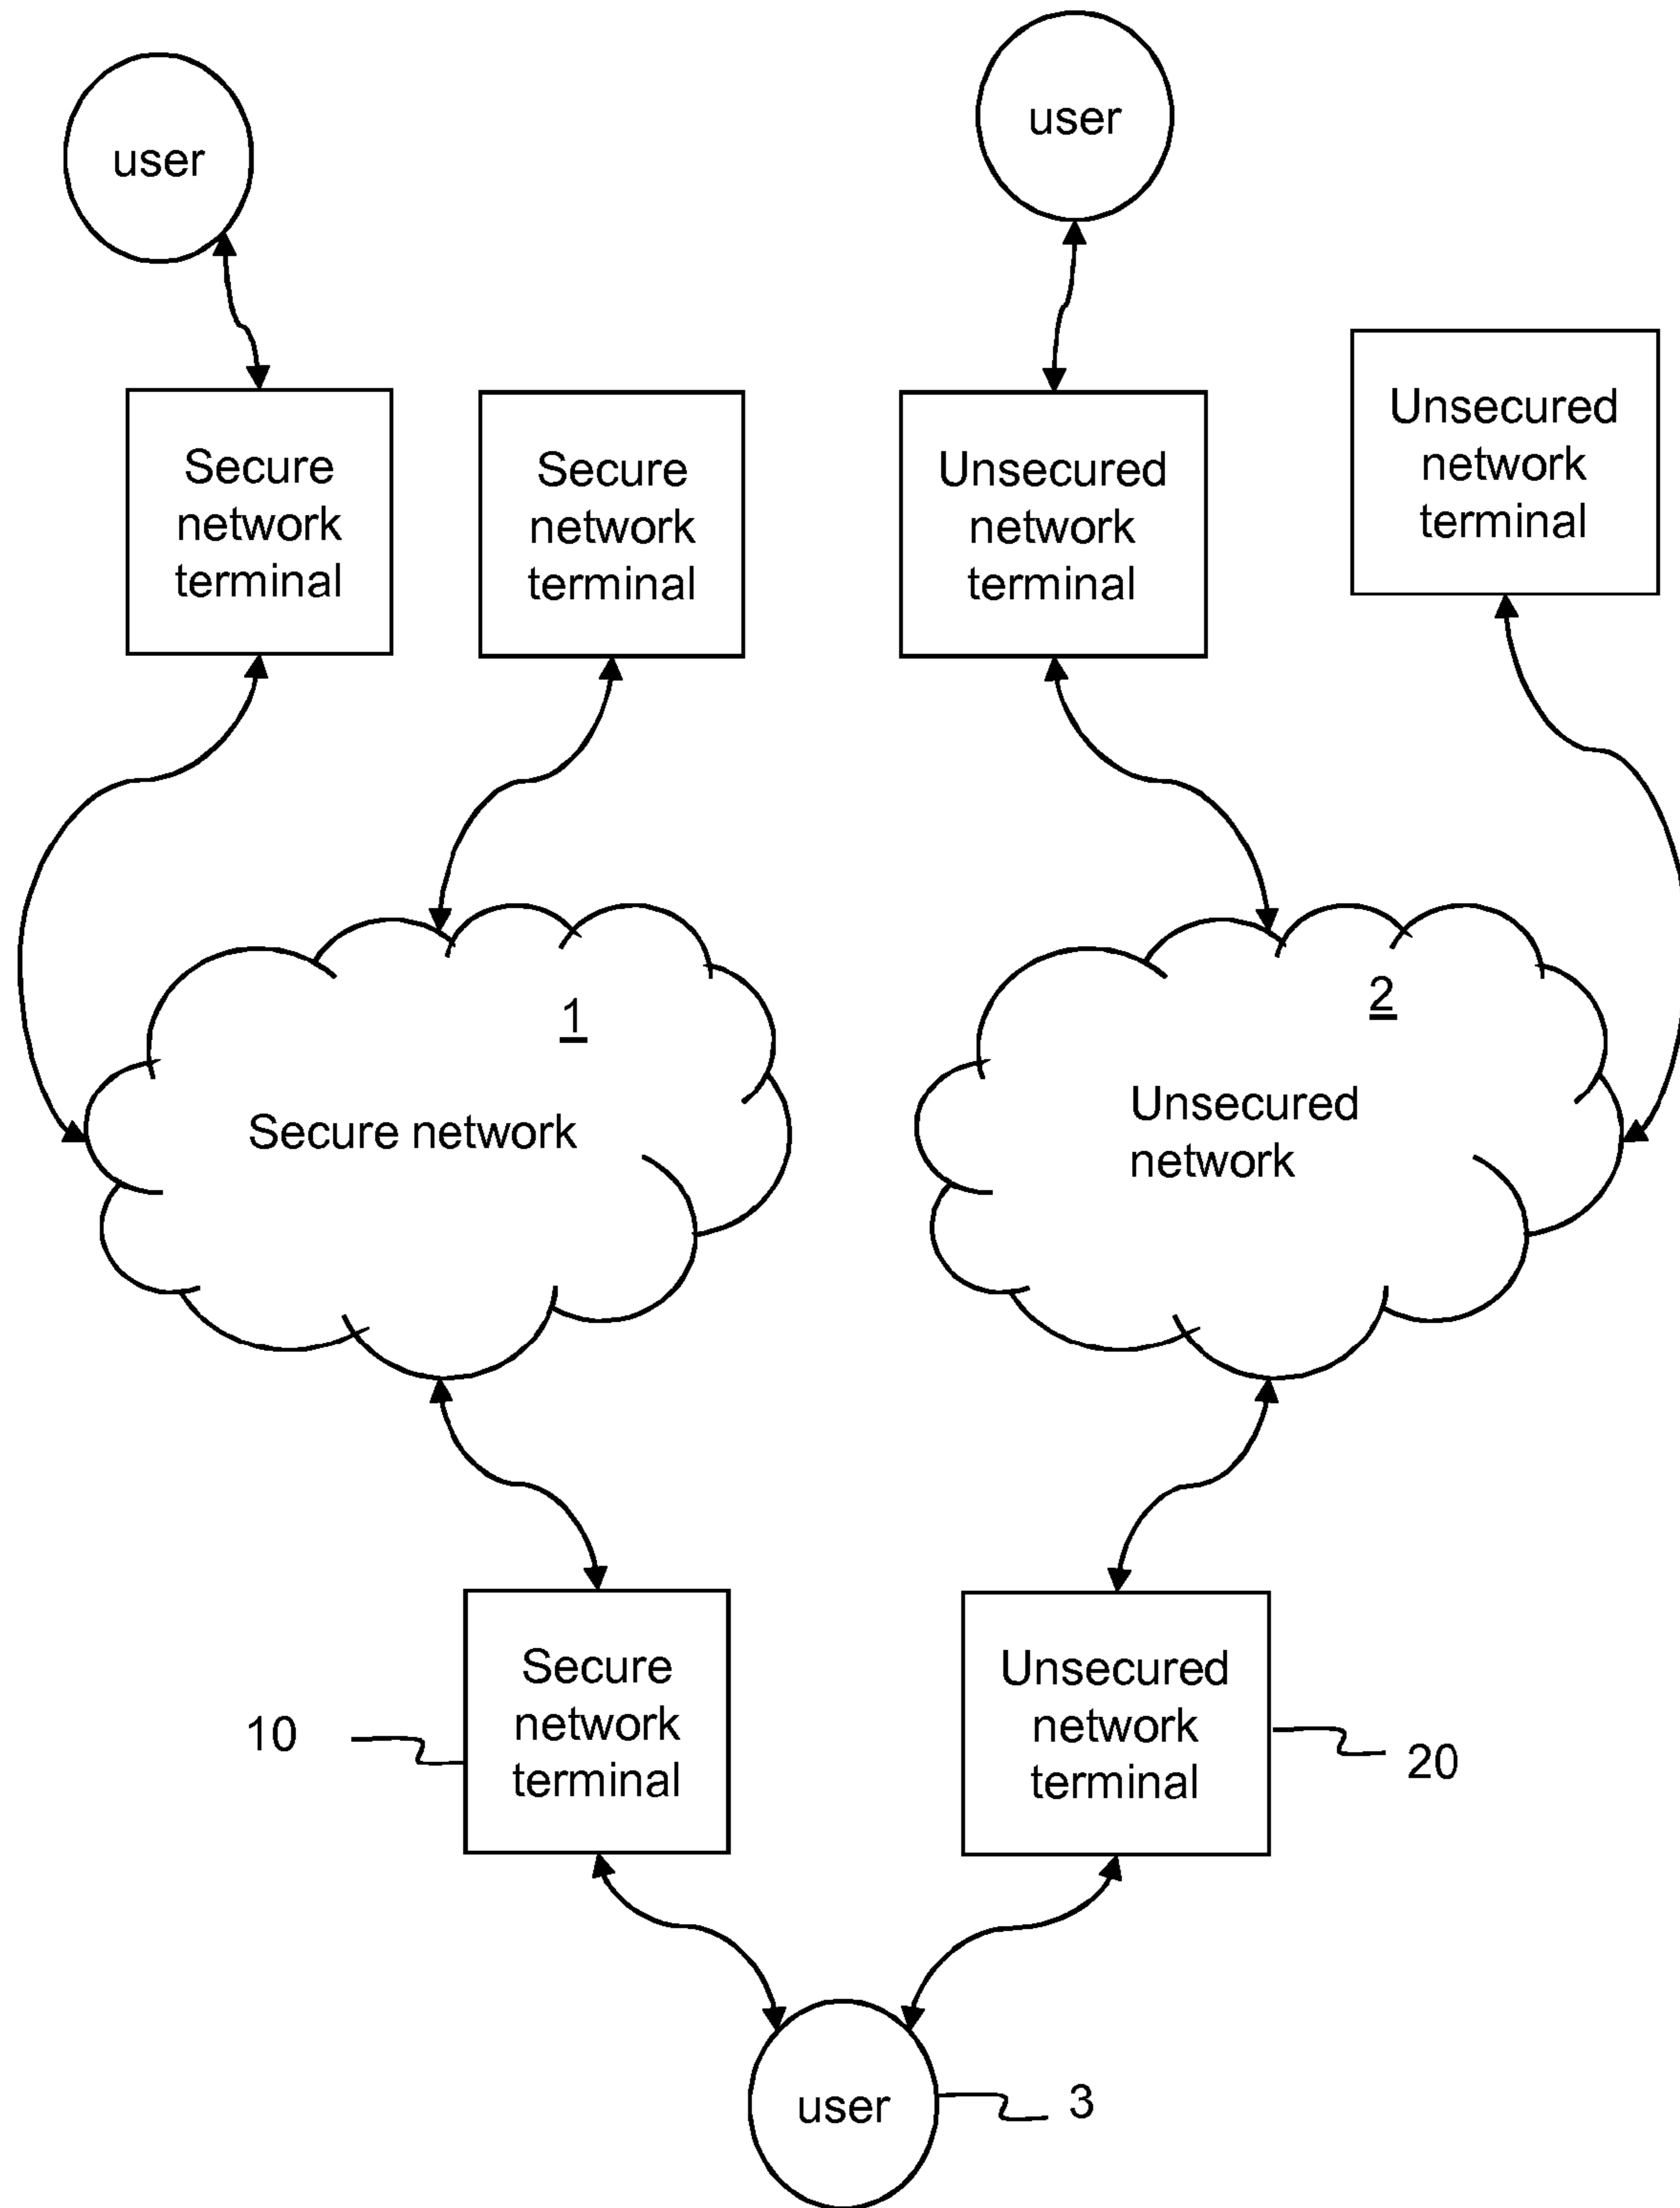 user
user
Secure
network
terminal
Secure
network
terminal
Unsecured
network
terminal
Unsecured
network
terminal
1
Secure network
2
Unsecured
network
10
Secure
network
terminal
Unsecured
network
terminal
20
user
3